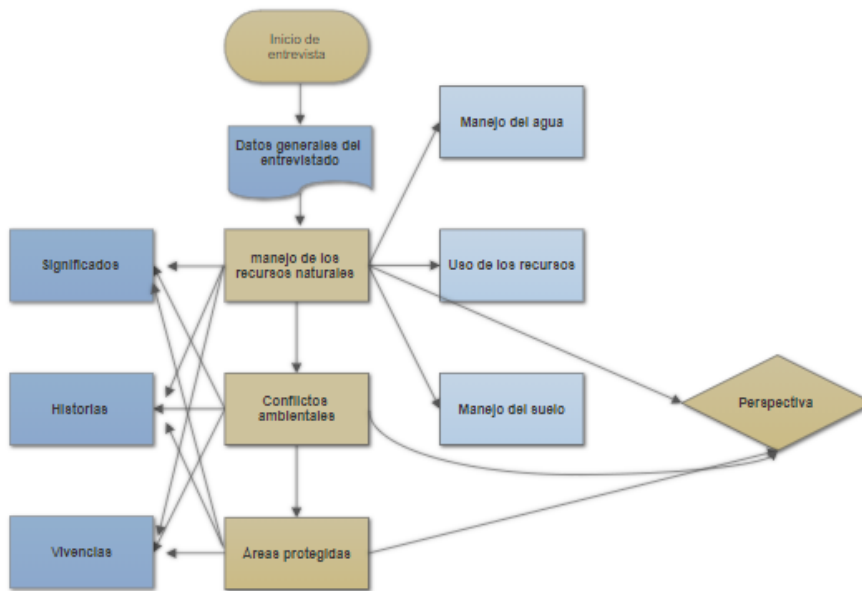 Inicio de
entrevista
Datos generales del
entrevistado
Manejo del agua
Significados
manejo de los
recursos naturales
Uso de los recursos
Historias
Conflictos
ambientales
Manejo del suelo
Perspectiva
Vivencias
Áreas protegidas